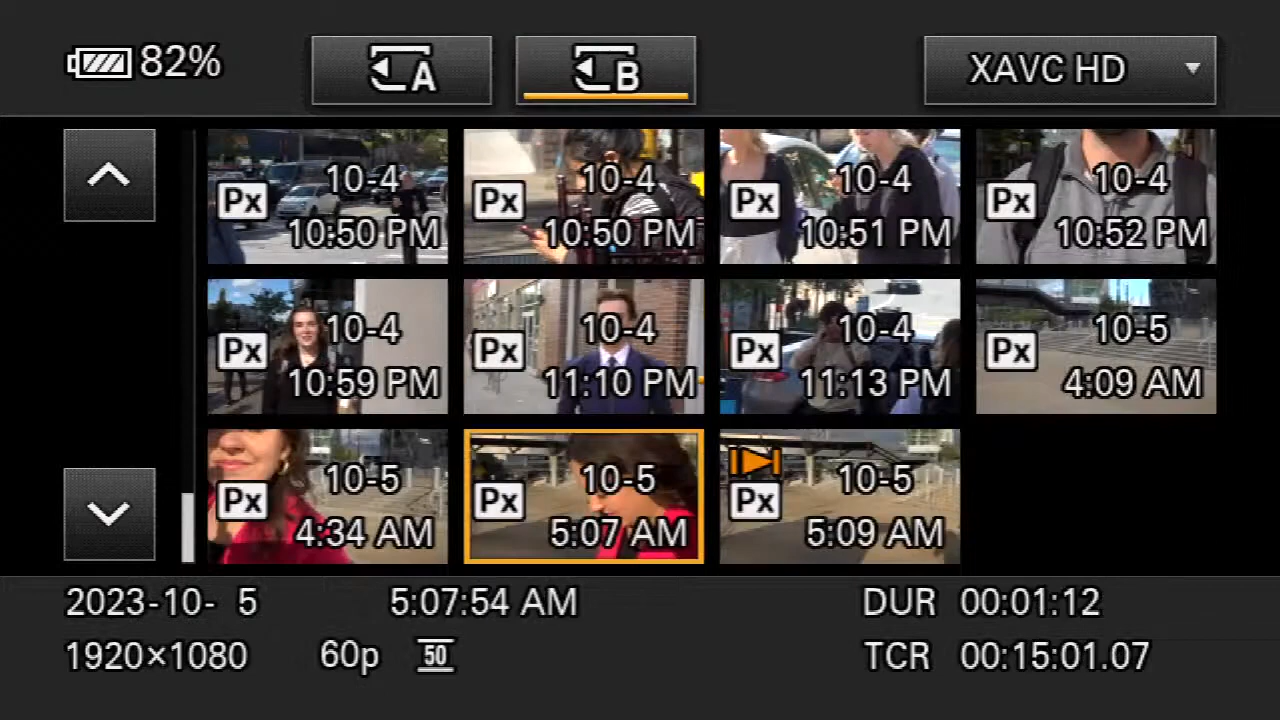 82% A B XAVC HD
Px 10-4 10:50 PM
Px 10-4 10:50 PM
Px 10-4 10:51 PM
Px 10-4 10:52 PM
Px 10-4 10:59 PM
Px 10-4 11:10 PM
Px 10-4 11:13 PM
Px 10-5 4:09 AM
Px 10-5 4:34 AM
Px 10-5 5:07 AM
Px 10-5 5:09 AM
2023-10- 5 5:07:54 AM DUR 00:01:12
1920×1080 60p 50 TCR 00:15:01.07